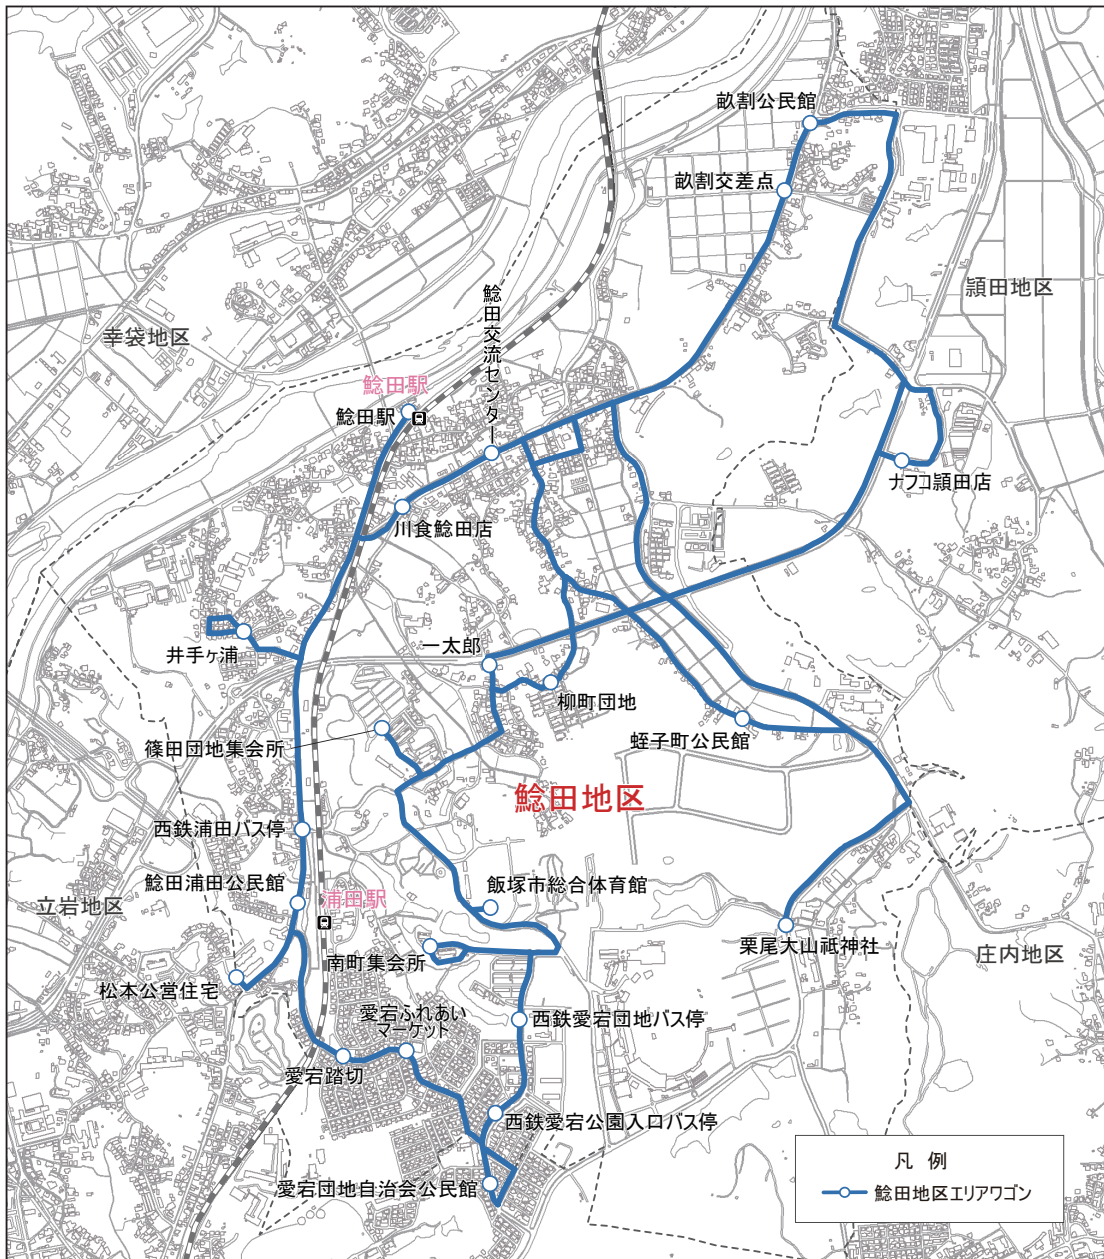 畝割公民館
畝割交差点
頴田地区
幸袋地区
鯰田交流センター
鯰田駅
鯰田駅
川食鯰田店
ナフコ頴田店
井手ヶ浦
一太郎
柳町団地
蛭子町公民館
篠田団地集会所
鯰田地区
西鉄浦田バス停
鯰田浦田公民館
飯塚市総合体育館
立岩地区
浦田駅
栗尾大山祇神社
庄内地区
南町集会所
松本公営住宅
西鉄愛宕団地バス停
愛宕ふれあい
マーケット
愛宕踏切
西鉄愛宕公園入口バス停
愛宕団地自治会公民館
凡 例
鯰田地区エリアワゴン